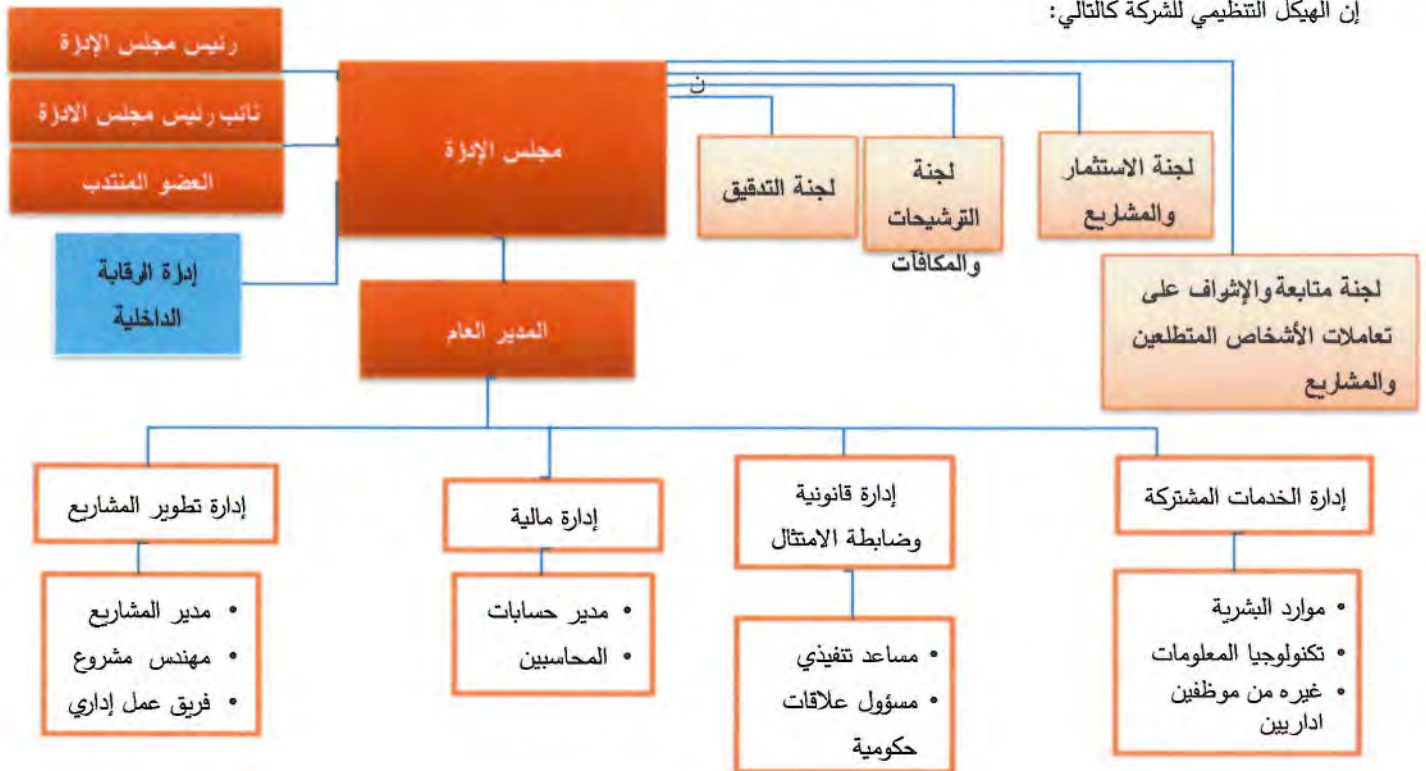 إن الهيكل التنظيمي للشركة كالتالي:
رئيس مجلس الإدارة
نائب رئيس مجلس الادارة
العضو المنتدب
مجلس الإدارة
ن
لجنة التدقيق
لجنة
الترشيحات
والمكافآت
لجنة الاستثمار
والمشاريع
لجنة متابعة والإشراف على
تعاملات الأشخاص المتطلعين
والمشاريع
إدارة الرقابة
الداخلية
المدير العام
إدارة الخدمات المشتركة
• موارد البشرية
• تكنولوجيا المعلومات
• غيره من موظفين
اداريين
إدارة قانونية
وضابطة الامتثال
• مساعد تنفيذي
• مسؤول علاقات
حكومية
إدارة مالية
• مدير حسابات
• المحاسبين
إدارة تطوير المشاريع
• مدير المشاريع
• مهندس مشروع
• فريق عمل إداري